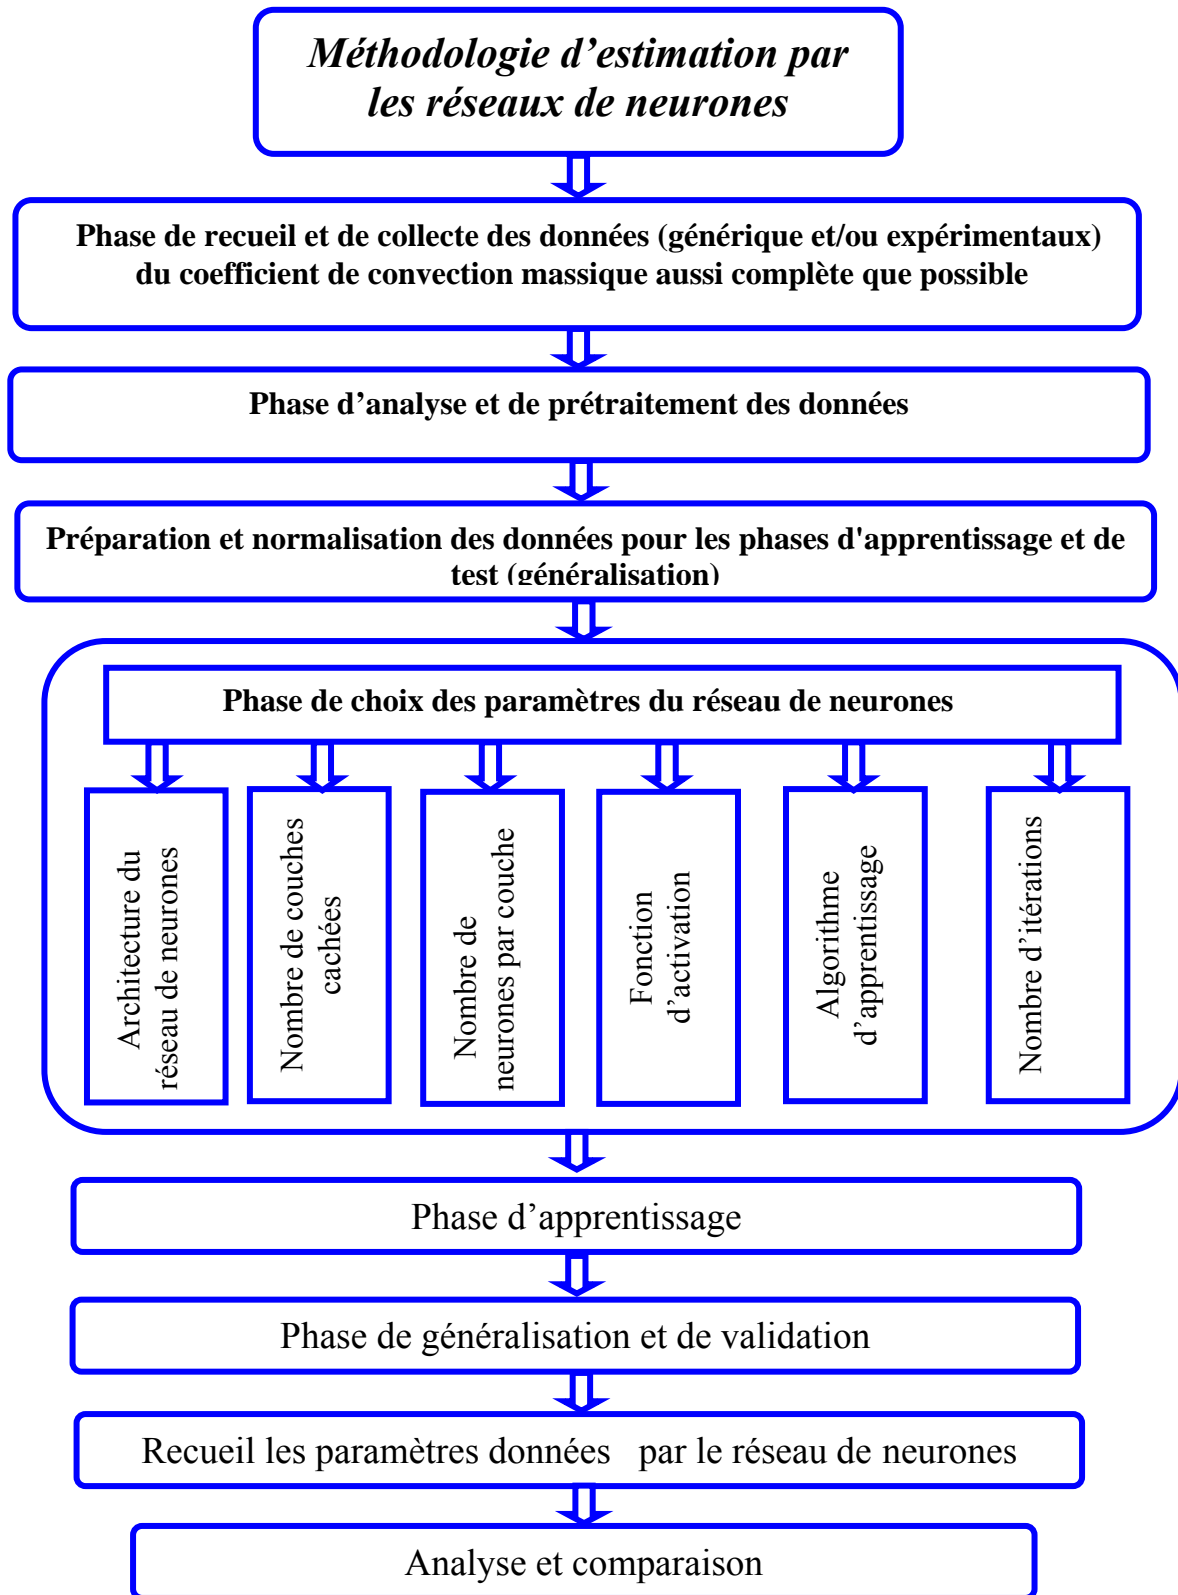 Méthodologie d’estimation par
les réseaux de neurones
Phase de recueil et de collecte des données (générique et/ou expérimentaux)
du coefficient de convection massique aussi complète que possible
Phase d’analyse et de prétraitement des données
Préparation et normalisation des données pour les phases d'apprentissage et de
test (généralisation)
Phase de choix des paramètres du réseau de neurones
Architecture du
réseau de neurones
Nombre de couches
cachées
Nombre de
neurones par couche
Fonction
d’activation
Algorithme
d’apprentissage
Nombre d’itérations
Phase d’apprentissage
Phase de généralisation et de validation
Recueil les paramètres données par le réseau de neurones
Analyse et comparaison